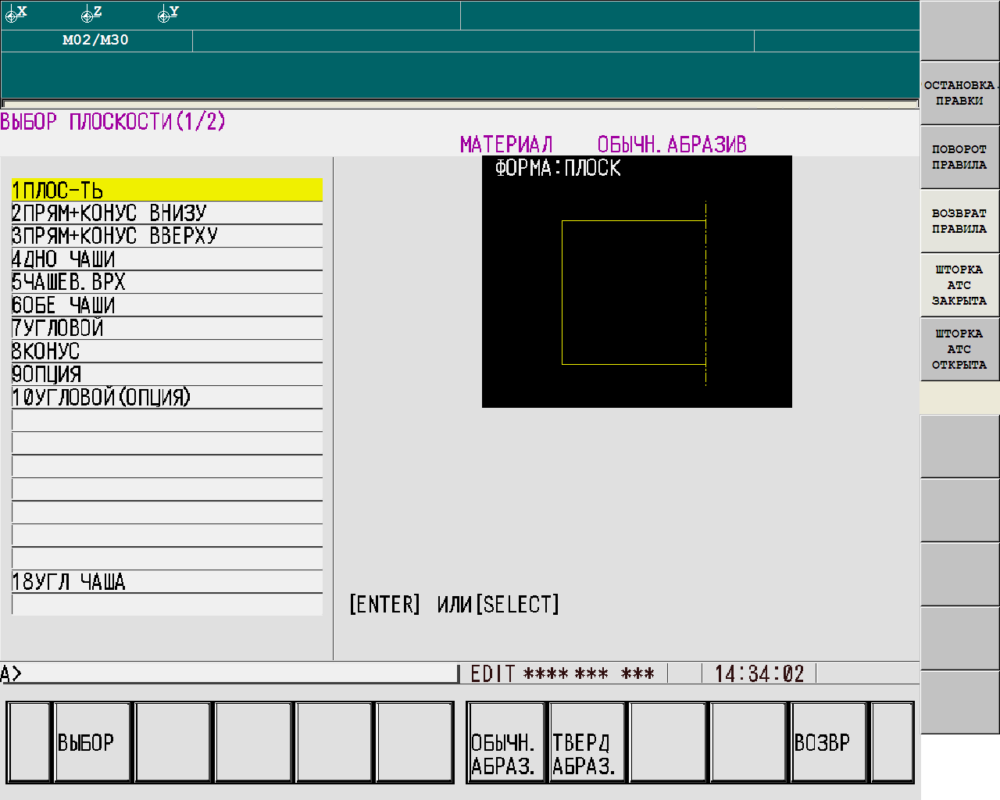 X Z Y
M02/M30
ВЫБОР ПЛОСКОСТИ(1/2)
МАТЕРИАЛ ОБЫЧН.АБРАЗИВ
ФОРМА:ПЛОСК
1ПЛОС-ТЬ
2ПРЯМ+КОНУС ВНИЗУ
3ПРЯМ+КОНУС ВВЕРХУ
4ДНО ЧАШИ
5ЧАШЕВ.ВРХ
6ОБЕ ЧАШИ
7УГЛОВОЙ
8КОНУС
9ОПЦИЯ
10УГЛОВОЙ(ОПЦИЯ)
18УГЛ ЧАША
[ENTER] ИЛИ[SELECT]
A>
EDIT **** *** *** 14:34:02
ВЫБОР
ОБЫЧН.
АБРАЗ.
ТВЕРД
АБРАЗ.
ВОЗВР
ОСТАНОВКА.
ПРАВКИ
ПОВОРОТ
ПРАВИЛА
ВОЗВРАТ
ПРАВИЛА
ШТОРКА
АТС
ЗАКРЫТА
ШТОРКА
АТС
ОТКРЫТА